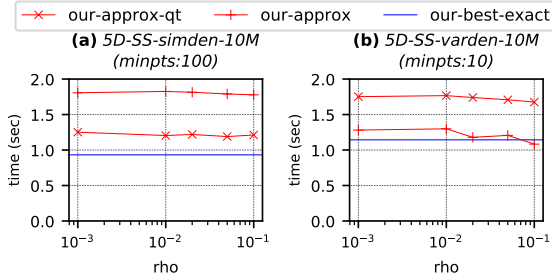 our-approx-qt our-approx our-best-exact
(a) 5D-SS-simden-10M
(minpts:100)
(b) 5D-SS-varden-10M
(minpts:10)
time (sec)
2.0
1.5
1.0
0.5
0.0
10⁻³ 10⁻² 10⁻¹
rho
time (sec)
2.0
1.5
1.0
0.5
0.0
10⁻³ 10⁻² 10⁻¹
rho